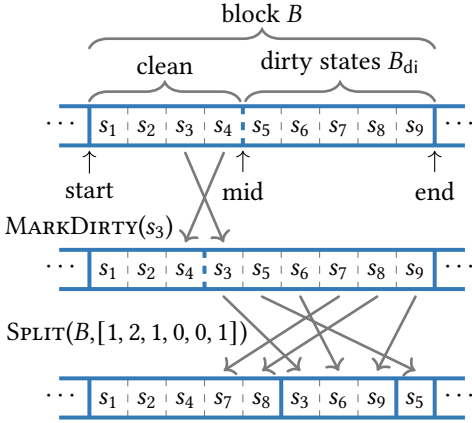 block B
clean
dirty states B_di
··· s₁ s₂ s₃ s₄ s₅ s₆ s₇ s₈ s₉ ···
↑ ↑ ↑
start mid end
MARKDIRTY(s₃)
··· s₁ s₂ s₄ s₃ s₅ s₆ s₇ s₈ s₉ ···
SPLIT(B,[1, 2, 1, 0, 0, 1])
··· s₁ s₂ s₄ s₇ s₈ s₃ s₆ s₉ s₅ ···